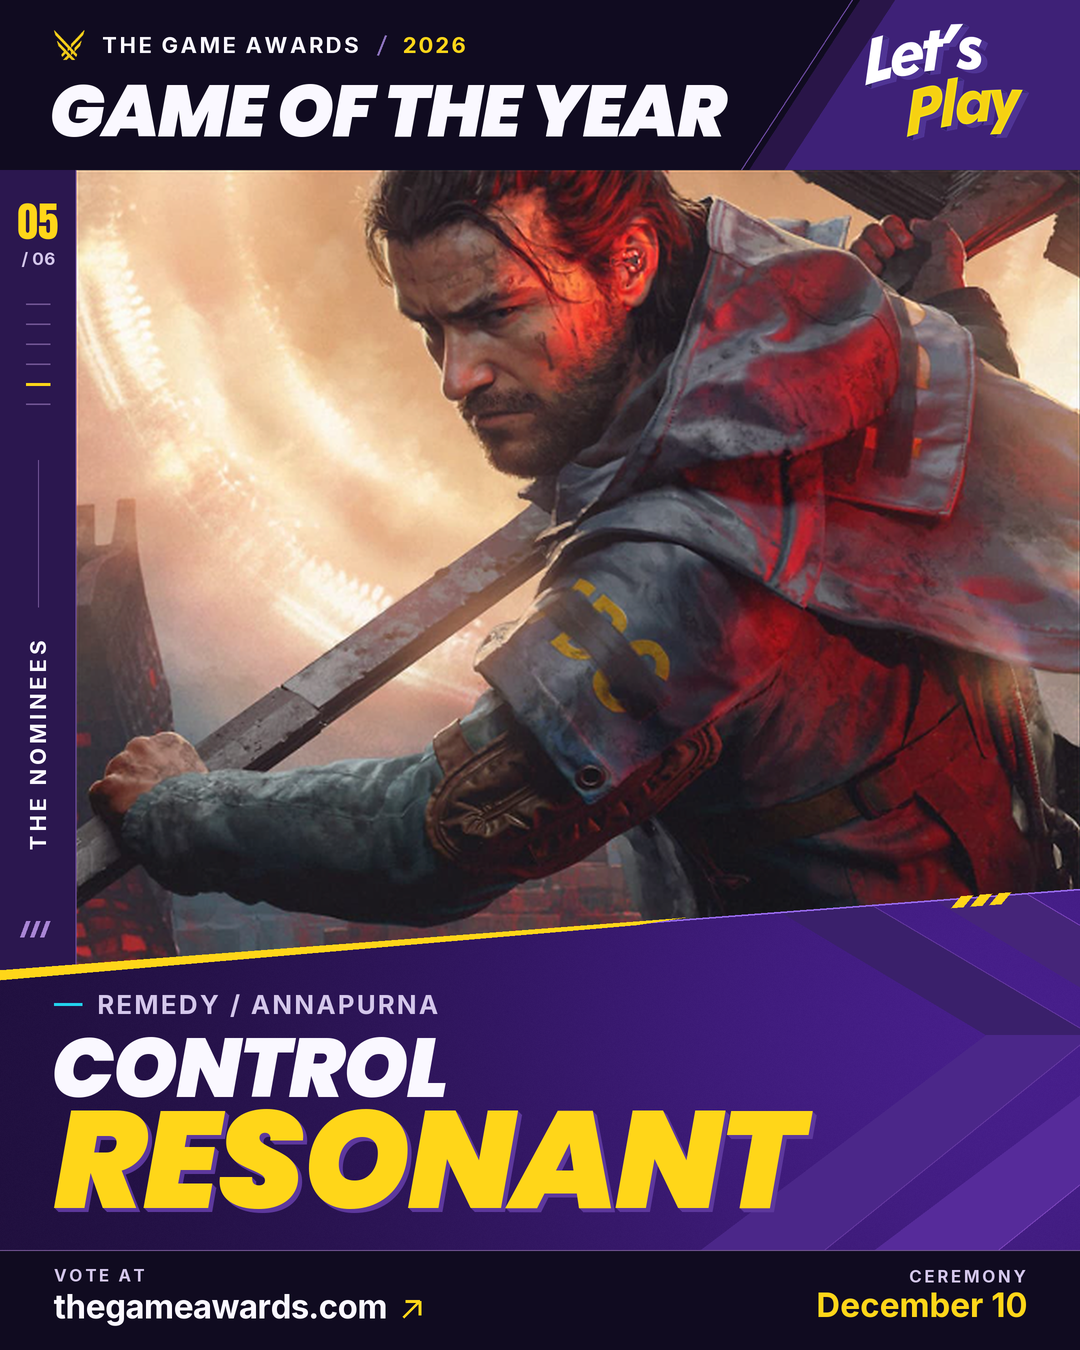 THE GAME AWARDS / 2026
GAME OF THE YEAR
Let's
Play
05
/ 06
THE NOMINEES
REMEDY / ANNAPURNA
CONTROL
RESONANT
VOTE AT
thegameawards.com ↗
CEREMONY
December 10